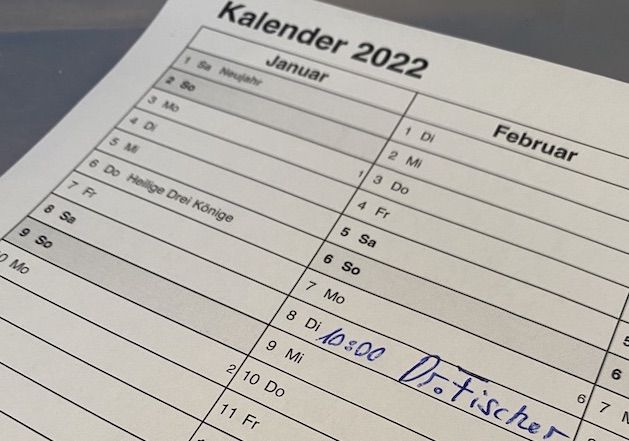 Kalender 2022
Januar
1 Sa Neujahr
2 So
3 Mo
4 Di
5 Mi
1
6 Do Heilige Drei Könige
7 Fr
8 Sa
9 So
0 Mo
2
Februar
1 Di
2 Mi
3 Do
4 Fr
5 Sa
6 So
7 Mo
8 Di 10:00 Dr. Fischer
6
9 Mi
10 Do
11 Fr
5
6
7